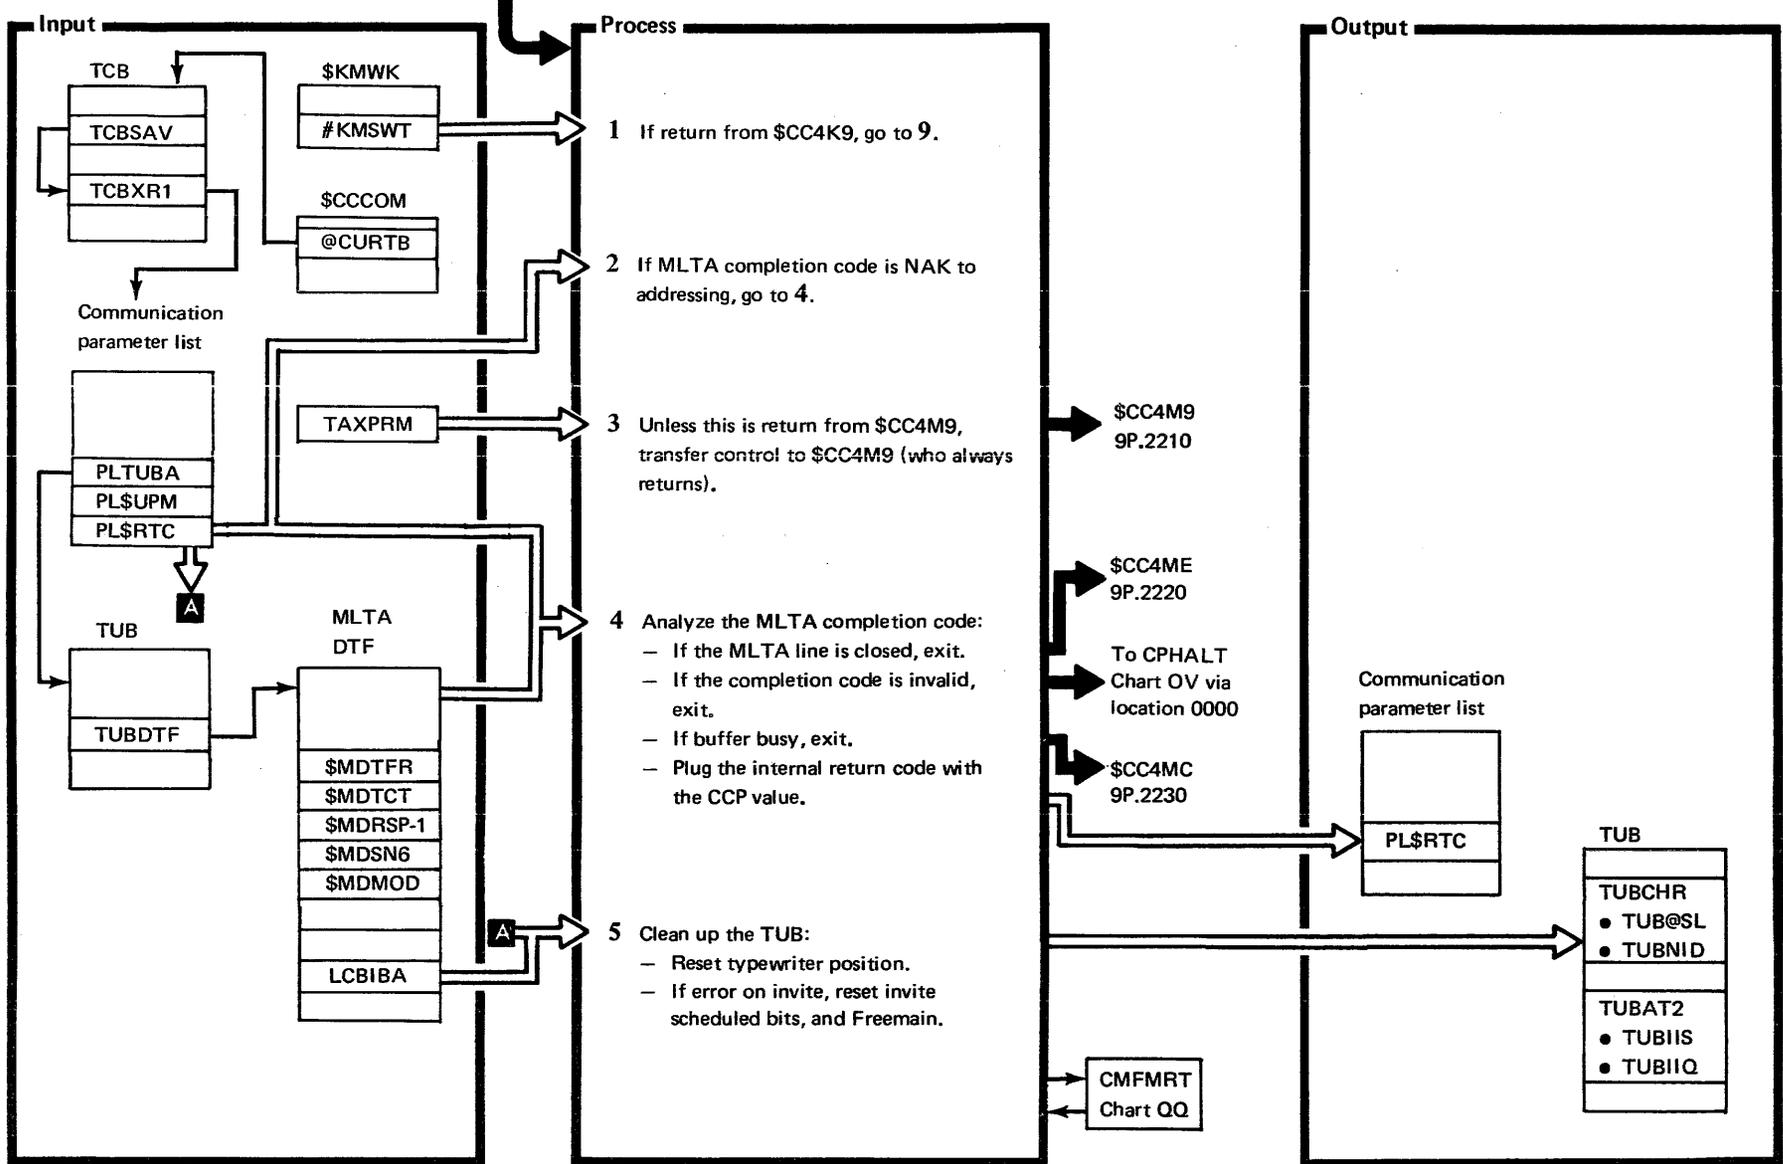 Input
TCB
TCBSAV
TCBXR1
$KMWK
#KMSWT
$CCCOM
@CURTB
Communication
parameter list
PLTUBA
PL$UPM
PL$RTC
A
TAXPRM
TUB
TUBDTF
MLTA
DTF
$MDTFR
$MDTCT
$MDRSP-1
$MDSN6
$MDMOD
LCBIBA
A
Process
1 If return from $CC4K9, go to 9.
2 If MLTA completion code is NAK to
addressing, go to 4.
3 Unless this is return from $CC4M9,
transfer control to $CC4M9 (who always
returns).
4 Analyze the MLTA completion code:
– If the MLTA line is closed, exit.
– If the completion code is invalid,
exit.
– If buffer busy, exit.
– Plug the internal return code with
the CCP value.
5 Clean up the TUB:
– Reset typewriter position.
– If error on invite, reset invite
scheduled bits, and Freemain.
$CC4M9
9P.2210
$CC4ME
9P.2220
To CPHALT
Chart OV via
location 0000
$CC4MC
9P.2230
CMFMRT
Chart QQ
Output
Communication
parameter list
PL$RTC
TUB
TUBCHR
● TUB@SL
● TUBNID
TUBAT2
● TUBIIS
● TUBIIQ